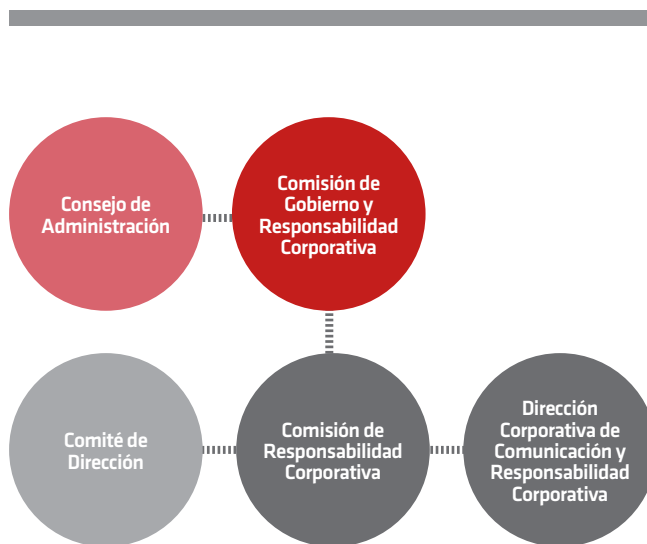 Consejo de
Administración
Comisión de
Gobierno y
Responsabilidad
Corporativa
Comité de
Dirección
Comisión de
Responsabilidad
Corporativa
Dirección
Corporativa de
Comunicación y
Responsabilidad
Corporativa